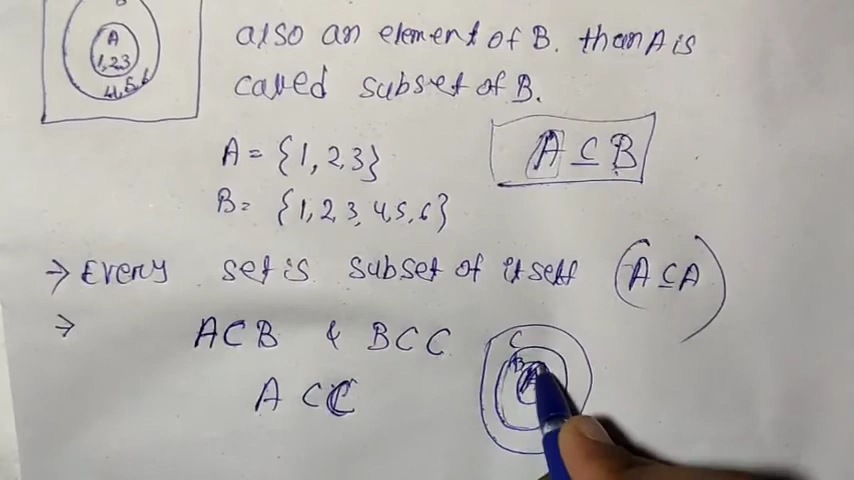 B
A
1,2,3
4,5,6
also an element of B. than A is
called subset of B.
A = {1, 2, 3}
A ⊆ B
B = {1, 2, 3, 4, 5, 6}
→ Every set is subset of itself (A ⊆ A)
→ A ⊂ B & B ⊂ C
A ⊂ C
C
B
A